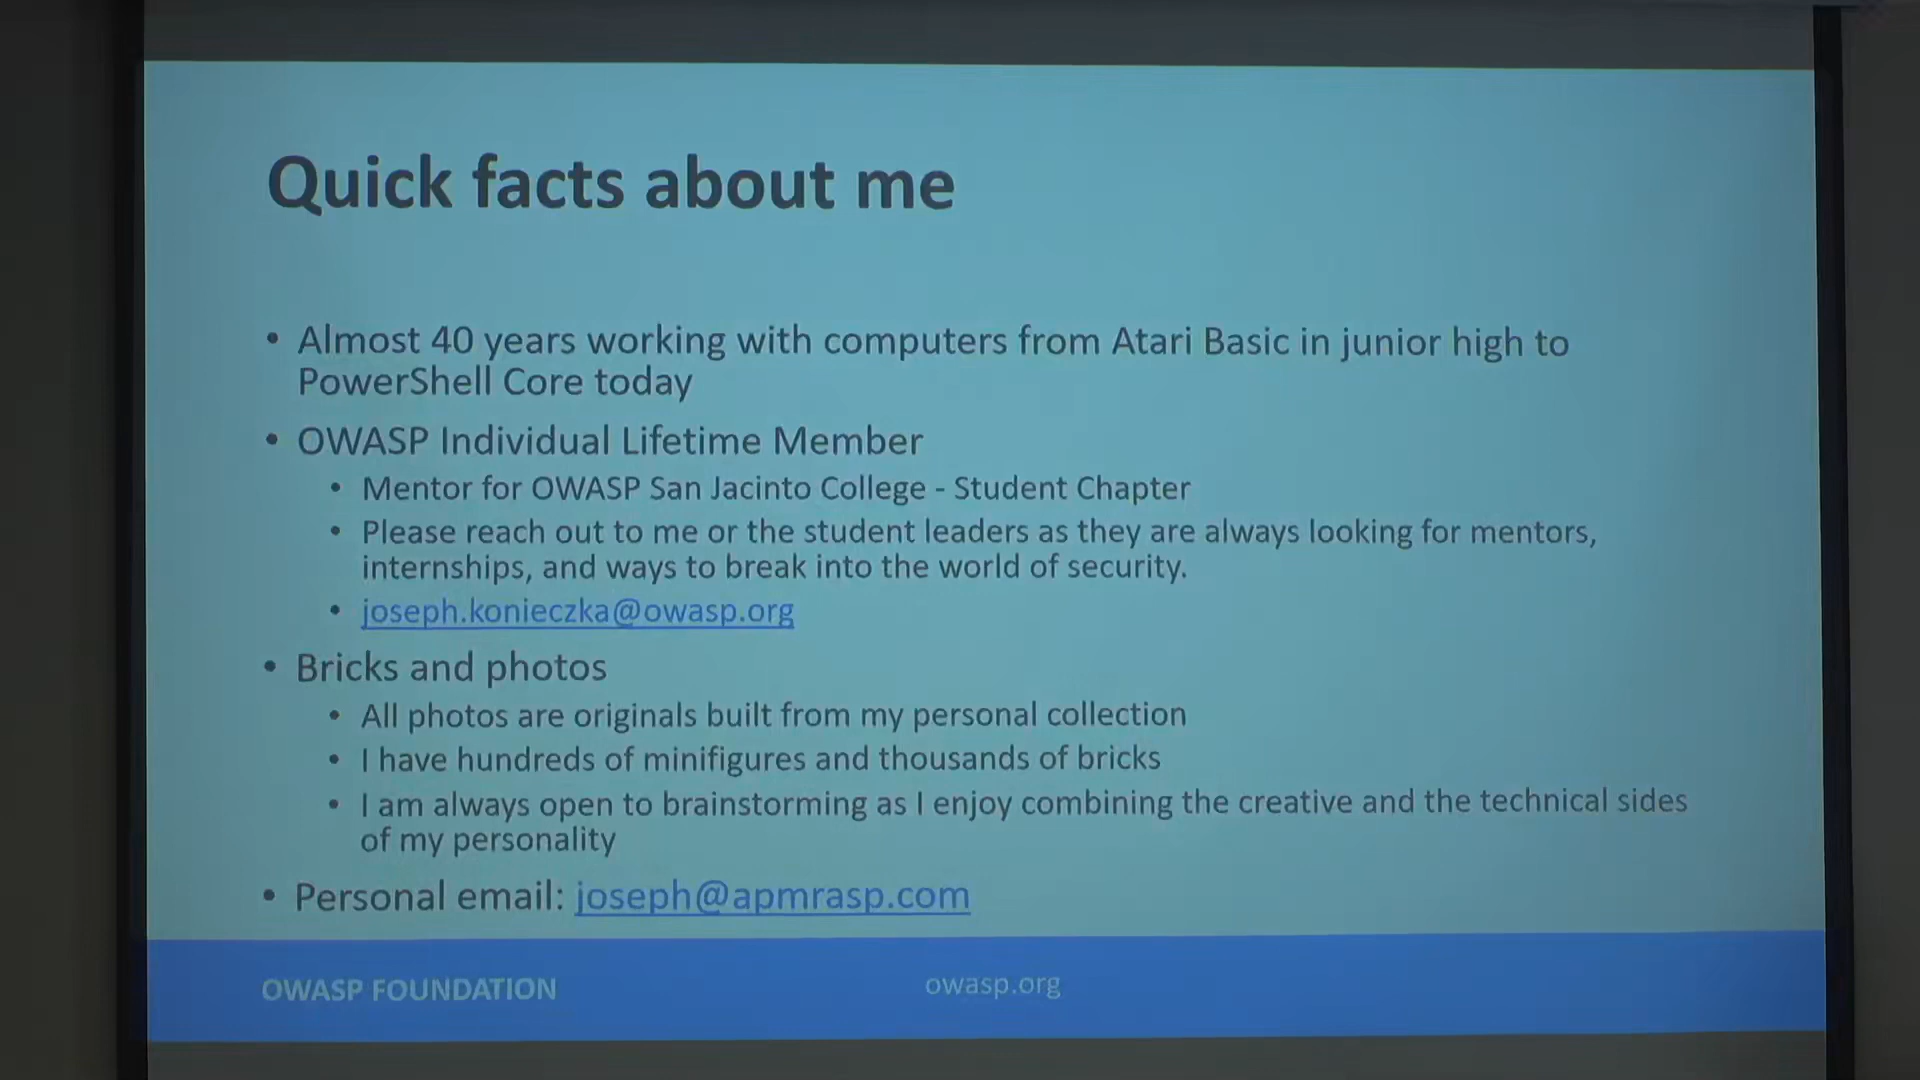 Quick facts about me
• Almost 40 years working with computers from Atari Basic in junior high to
PowerShell Core today
• OWASP Individual Lifetime Member
• Mentor for OWASP San Jacinto College - Student Chapter
• Please reach out to me or the student leaders as they are always looking for mentors,
internships, and ways to break into the world of security.
• joseph.konieczka@owasp.org
• Bricks and photos
• All photos are originals built from my personal collection
• I have hundreds of minifigures and thousands of bricks
• I am always open to brainstorming as I enjoy combining the creative and the technical sides
of my personality
• Personal email: joseph@apmrasp.com
OWASP FOUNDATION
owasp.org